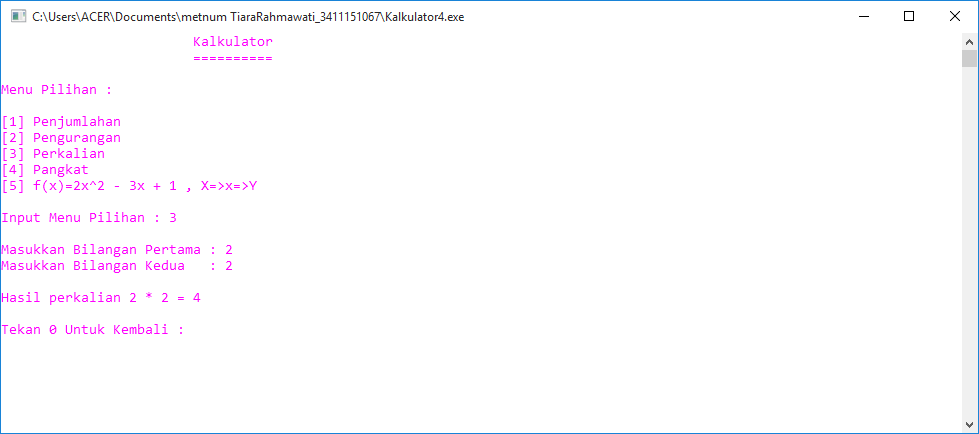 C:\Users\ACER\Documents\metnum TiaraRahmawati_3411151067\Kalkulator4.exe
Kalkulator
==========
Menu Pilihan :
[1] Penjumlahan
[2] Pengurangan
[3] Perkalian
[4] Pangkat
[5] f(x)=2x^2 - 3x + 1 , X=>x=>Y
Input Menu Pilihan : 3
Masukkan Bilangan Pertama : 2
Masukkan Bilangan Kedua   : 2
Hasil perkalian 2 * 2 = 4
Tekan 0 Untuk Kembali :